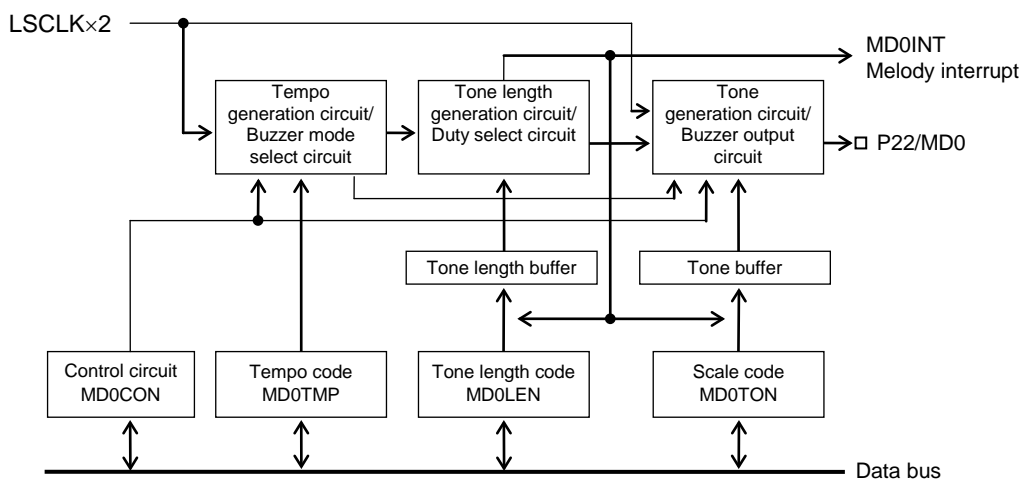 LSCLK×2
MD0INT
Melody interrupt
Tempo
generation circuit/
Buzzer mode
select circuit
Tone length
generation circuit/
Duty select circuit
Tone
generation circuit/
Buzzer output
circuit
P22/MD0
Tone length buffer
Tone buffer
Control circuit
MD0CON
Tempo code
MD0TMP
Tone length code
MD0LEN
Scale code
MD0TON
Data bus